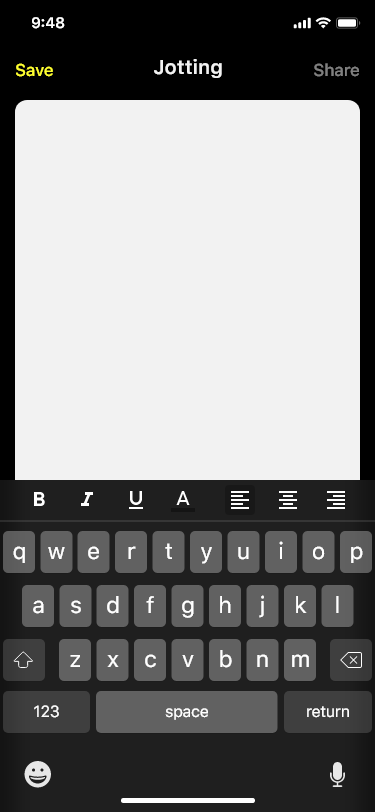 9:48
Save Jotting Share
B I U A
q w e r t y u i o p
a s d f g h j k l
z x c v b n m
123 space return